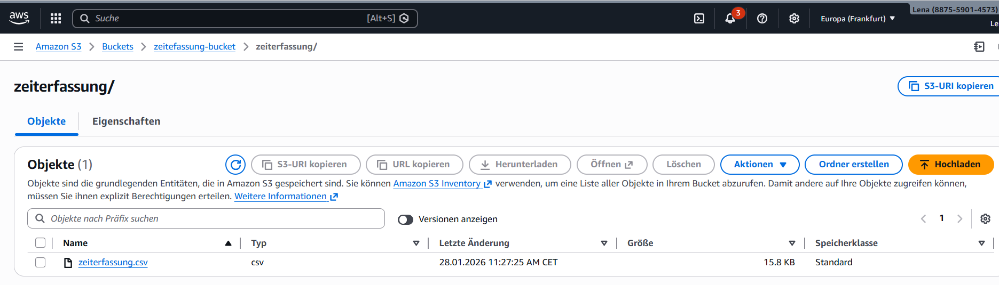 aws Suche [Alt+S] 3 Europa (Frankfurt) Lena (8875-5901-4573)
Le
Amazon S3 Buckets zeitefassung-bucket zeiterfassung/
zeiterfassung/ S3-URI kopieren
Objekte Eigenschaften
Objekte (1) S3-URI kopieren URL kopieren Herunterladen Öffnen Löschen Aktionen Ordner erstellen Hochladen
Objekte sind die grundlegenden Entitäten, die in Amazon S3 gespeichert sind. Sie können Amazon S3 Inventory verwenden, um eine Liste aller Objekte in Ihrem Bucket abzurufen. Damit andere auf Ihre Objekte zugreifen können,
müssen Sie ihnen explizit Berechtigungen erteilen. Weitere Informationen
Objekte nach Präfix suchen Versionen anzeigen 1
Name Typ Letzte Änderung Größe Speicherklasse
zeiterfassung.csv csv 28.01.2026 11:27:25 AM CET 15.8 KB Standard